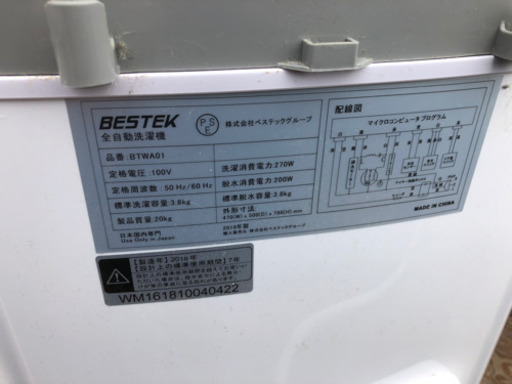 BESTEK
PSE
株式会社ベステックグループ
全自動洗濯機
品番：BTWA01
定格電圧：100V
定格周波数：50 Hz/60 Hz
標準洗濯容量：3.8kg
製品質量：20kg
日本国内専用
Use Only in Japan
洗濯消費電力：270W
脱水消費電力：200W
標準脱水容量：3.8kg
外形寸法：
2018年製
配線図
マイクロコンピュータプログラム
MADE IN CHINA
【製造年】2018年
【設計上の標準使用期間】7年
WM161810040422